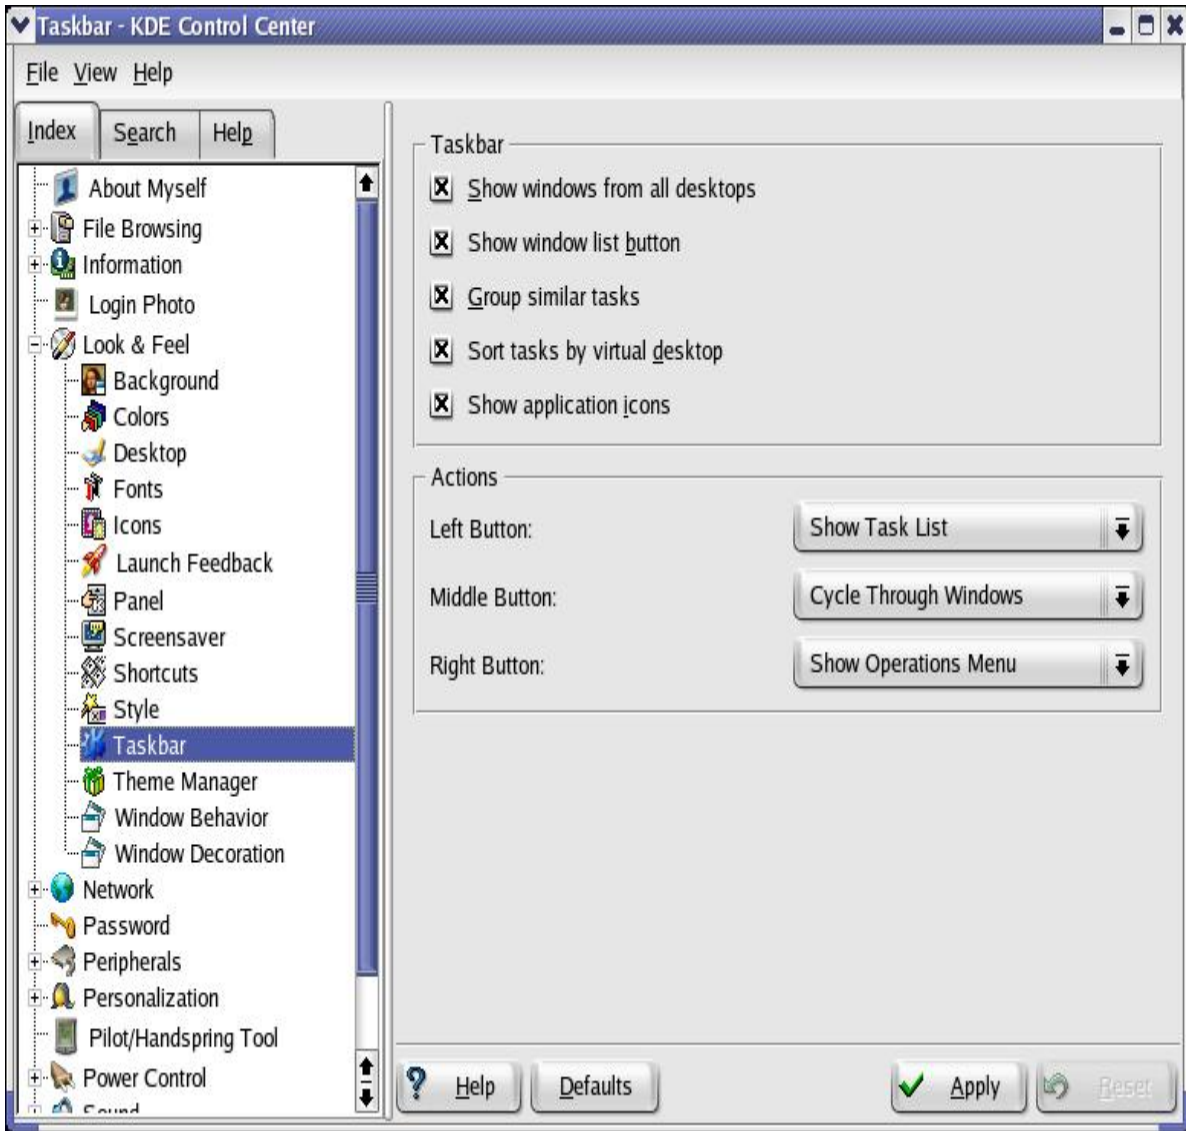 Taskbar - KDE Control Center
File View Help
Index Search Help
About Myself
File Browsing
Information
Login Photo
Look & Feel
Background
Colors
Desktop
Fonts
Icons
Launch Feedback
Panel
Screensaver
Shortcuts
Style
Taskbar
Theme Manager
Window Behavior
Window Decoration
Network
Password
Peripherals
Personalization
Pilot/Handspring Tool
Power Control
Sound
Taskbar
Show windows from all desktops
Show window list button
Group similar tasks
Sort tasks by virtual desktop
Show application icons
Actions
Left Button: Show Task List
Middle Button: Cycle Through Windows
Right Button: Show Operations Menu
Help Defaults Apply Reset